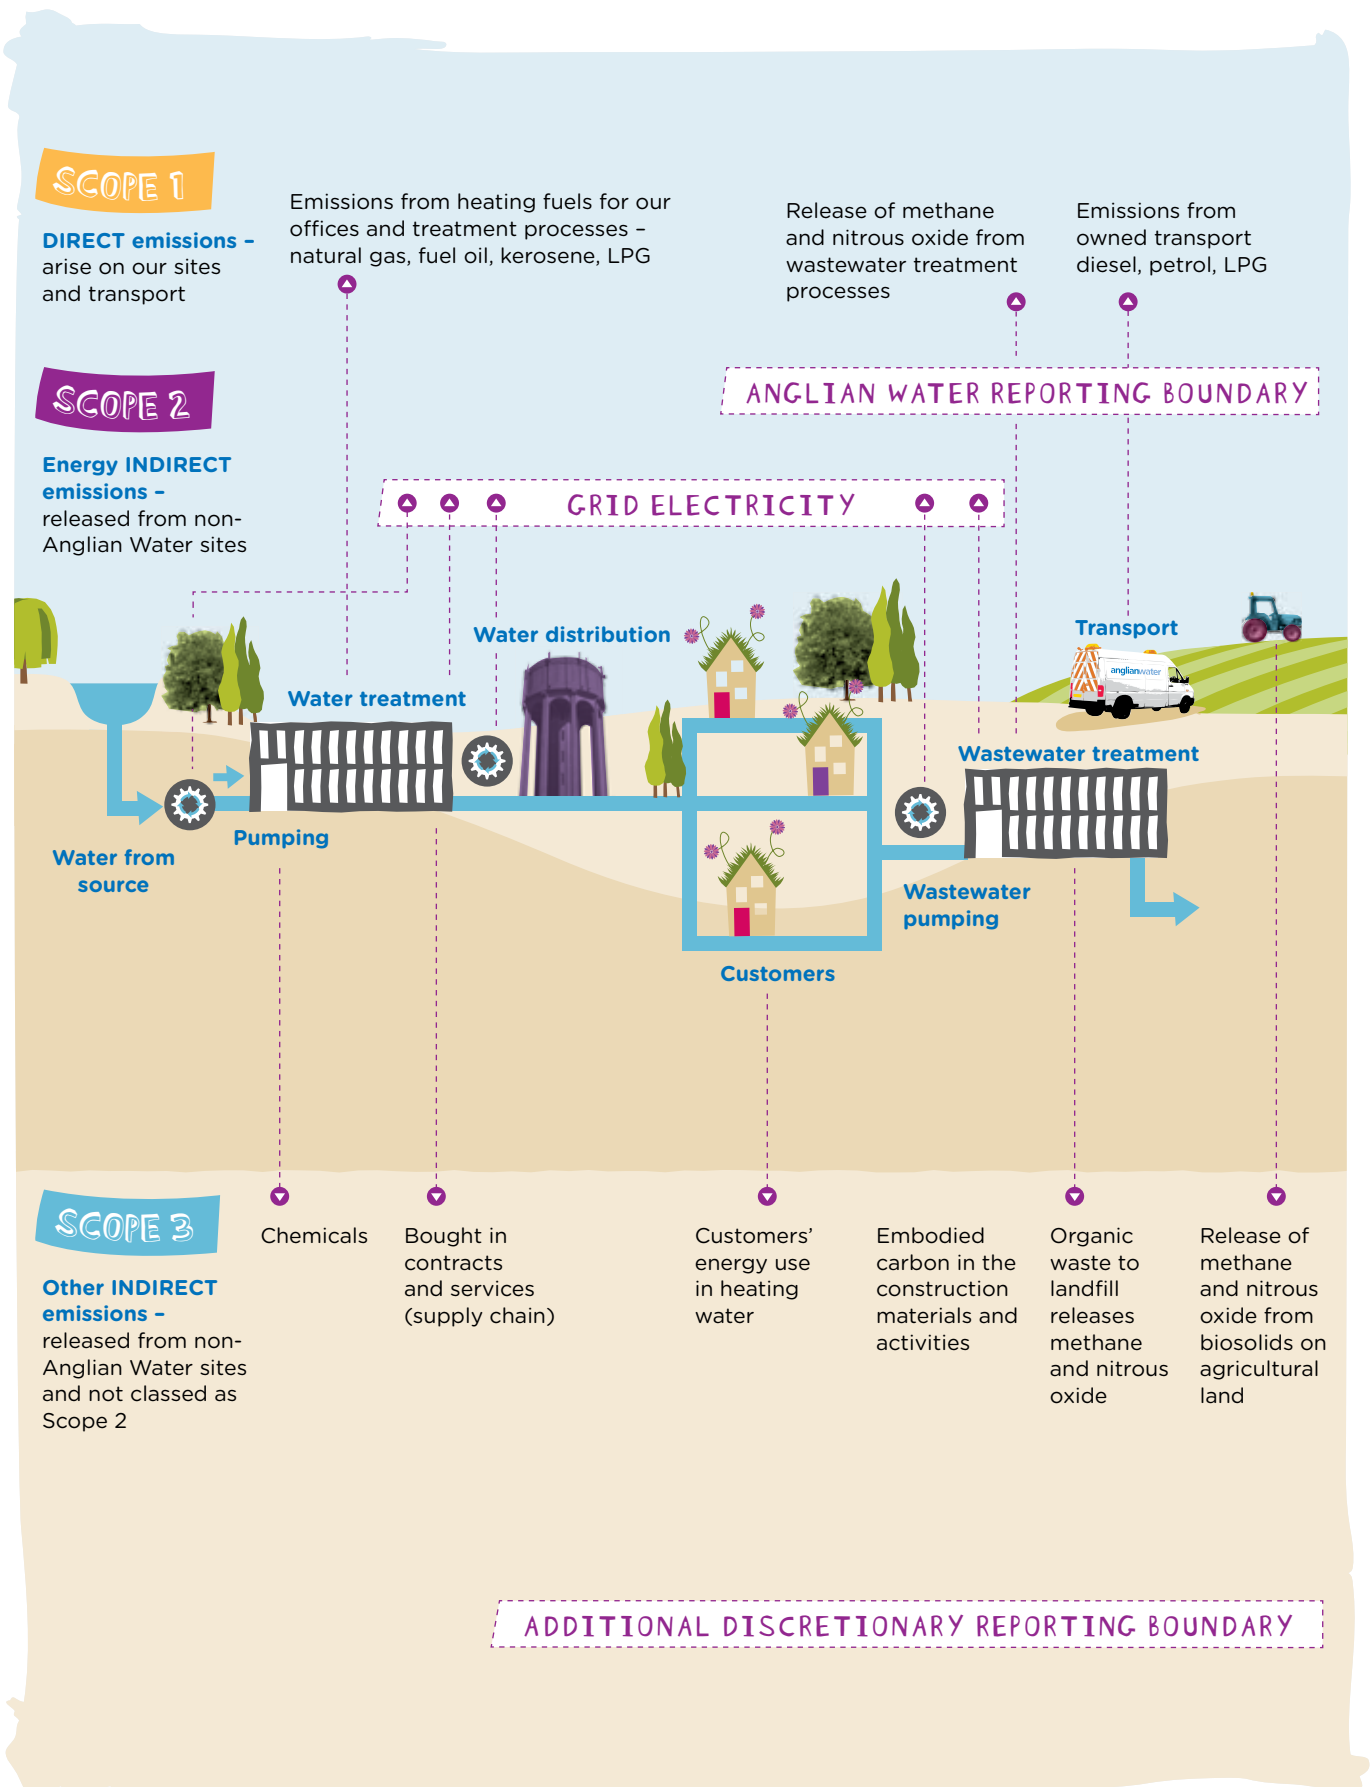 SCOPE 1
DIRECT emissions –
arise on our sites
and transport
Emissions from heating fuels for our
offices and treatment processes –
natural gas, fuel oil, kerosene, LPG
Release of methane
and nitrous oxide from
wastewater treatment
processes
Emissions from
owned transport
diesel, petrol, LPG
SCOPE 2
ANGLIAN WATER REPORTING BOUNDARY
Energy INDIRECT
emissions –
released from non-
Anglian Water sites
GRID ELECTRICITY
Water distribution
Transport
anglianwater
Water treatment
Wastewater treatment
Pumping
Water from
source
Wastewater
pumping
Customers
SCOPE 3
Other INDIRECT
emissions –
released from non-
Anglian Water sites
and not classed as
Scope 2
Chemicals
Bought in
contracts
and services
(supply chain)
Customers’
energy use
in heating
water
Embodied
carbon in the
construction
materials and
activities
Organic
waste to
landfill
releases
methane
and nitrous
oxide
Release of
methane
and nitrous
oxide from
biosolids on
agricultural
land
ADDITIONAL DISCRETIONARY REPORTING BOUNDARY